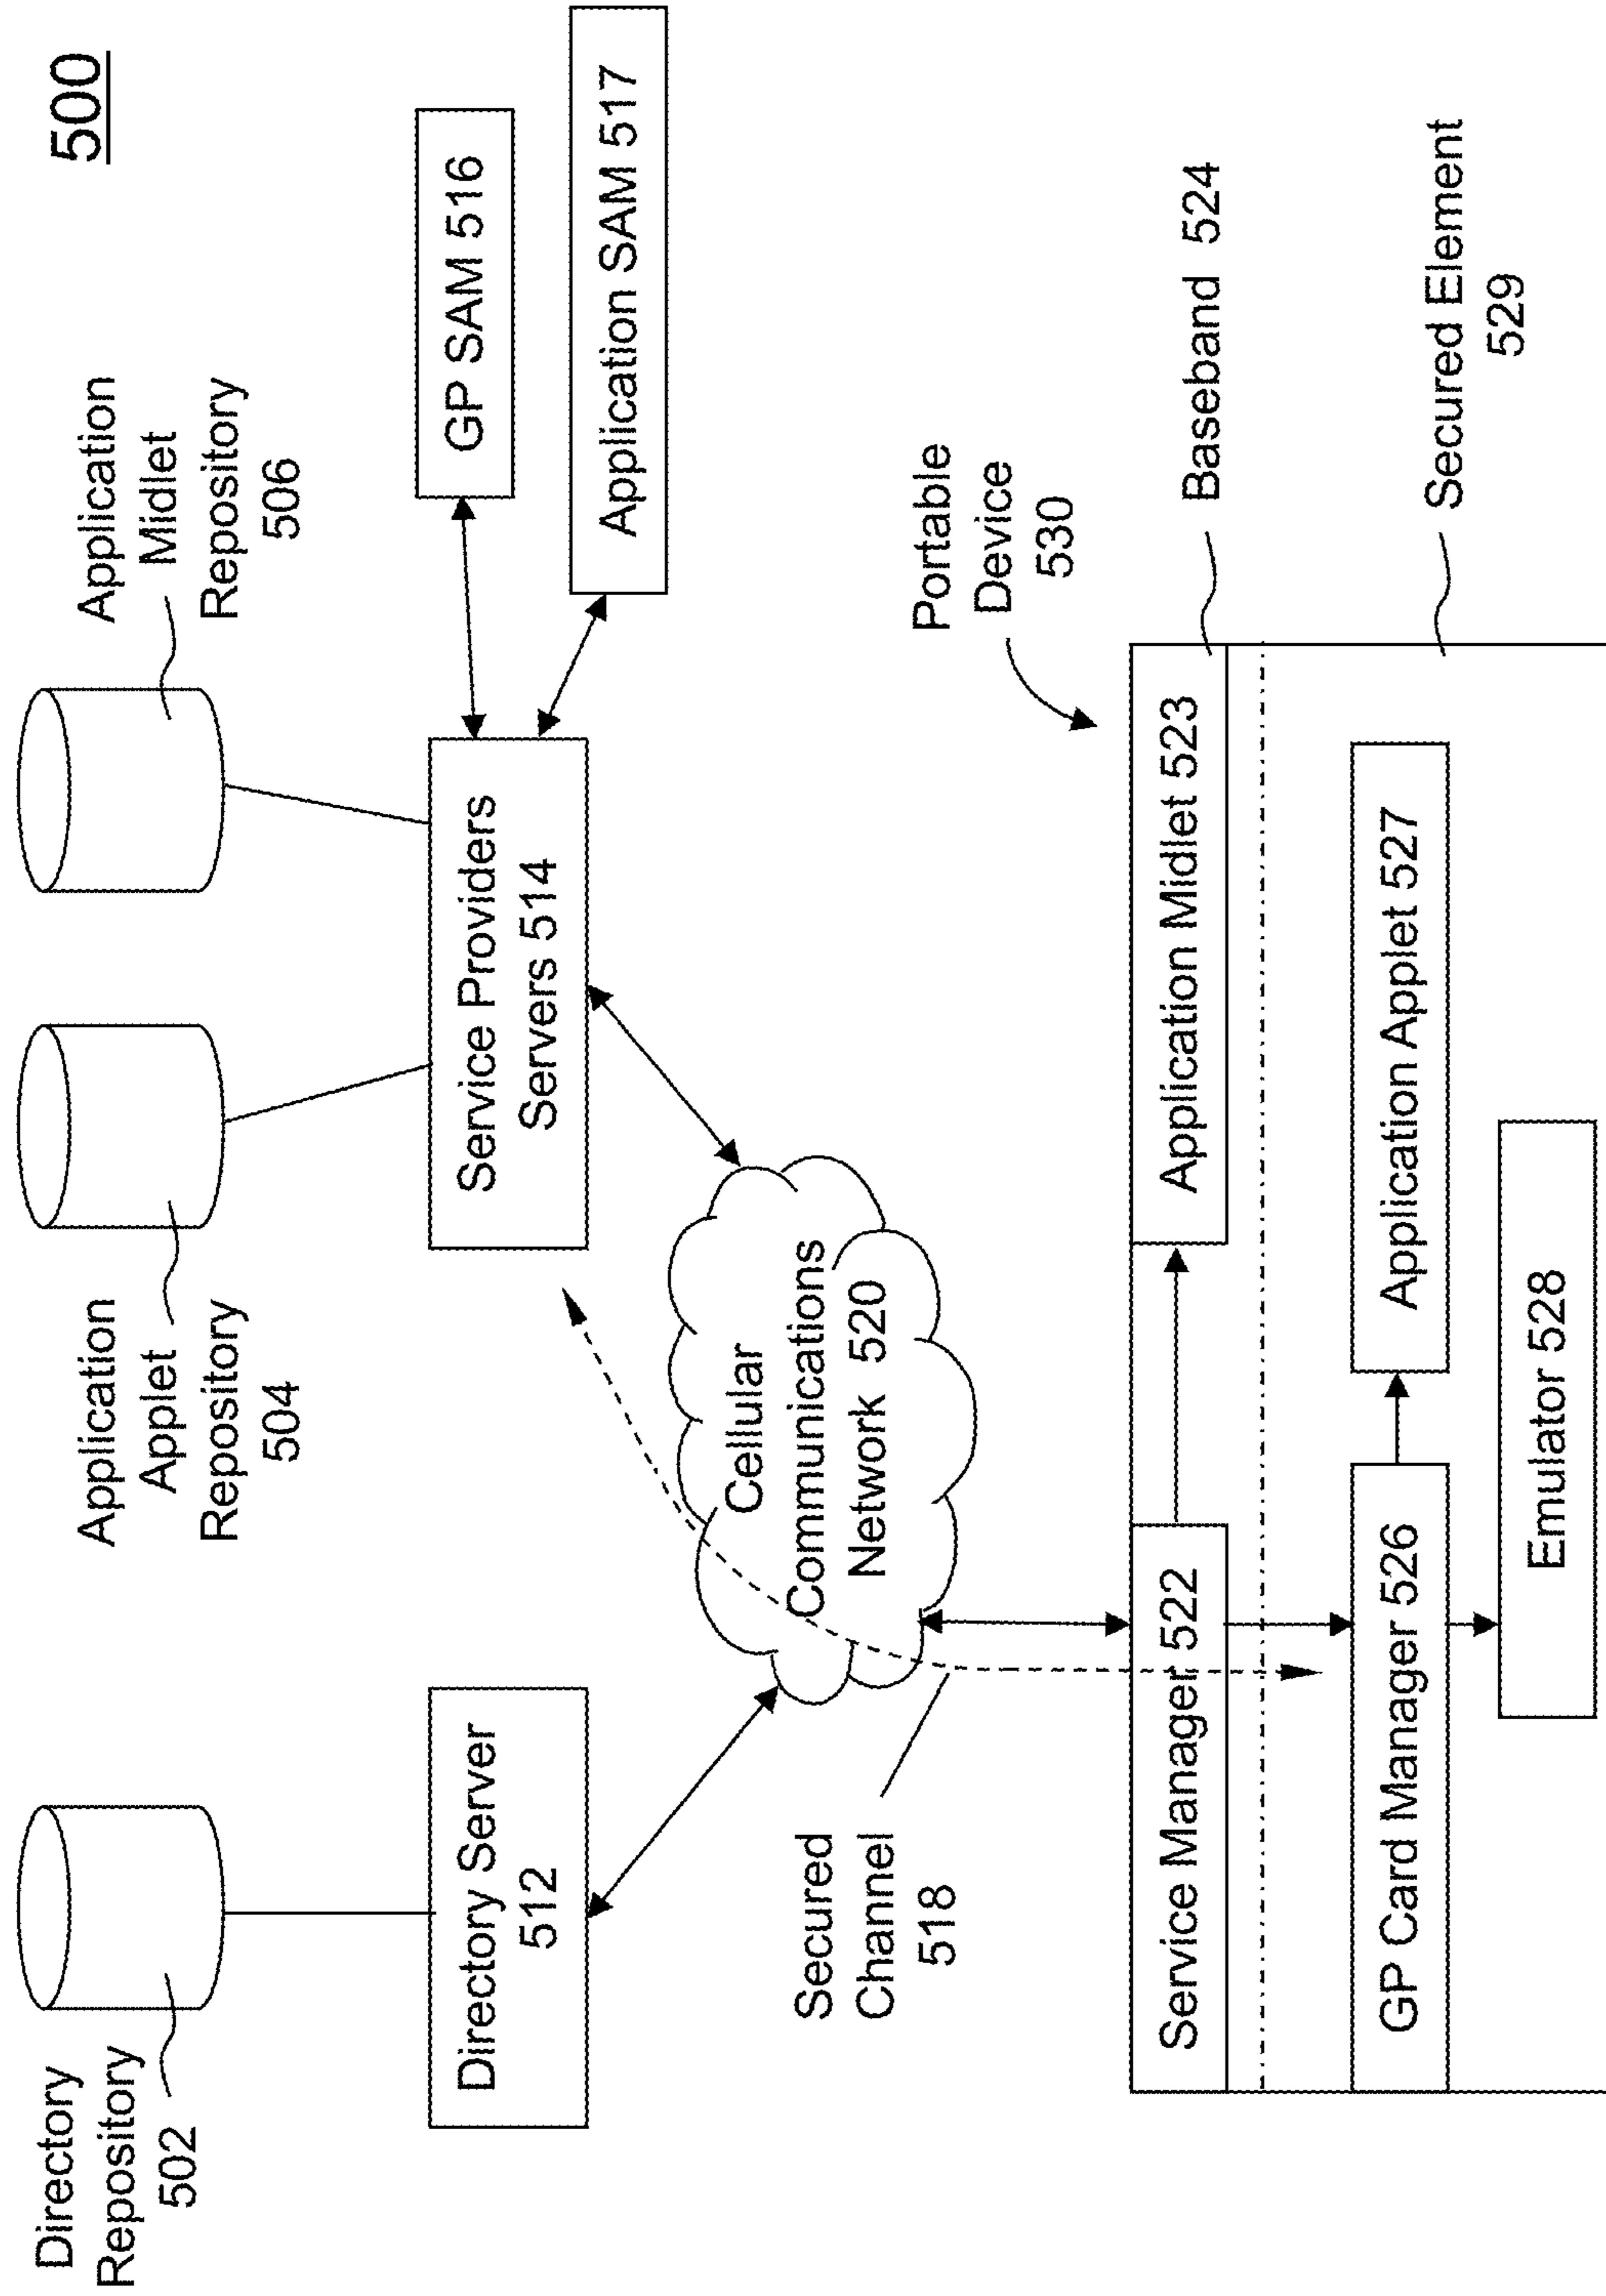 500
Directory
Repository
502
Application
Applet
Repository
504
Application
Midlet
Repository
506
Directory Server
512
Service Providers
Servers 514
GP SAM 516
Application SAM 517
Cellular
Communications
Network 520
Secured
Channel
518
Portable
Device
530
Service Manager 522
Application Midlet 523
Baseband 524
GP Card Manager 526
Application Applet 527
Secured Element
529
Emulator 528